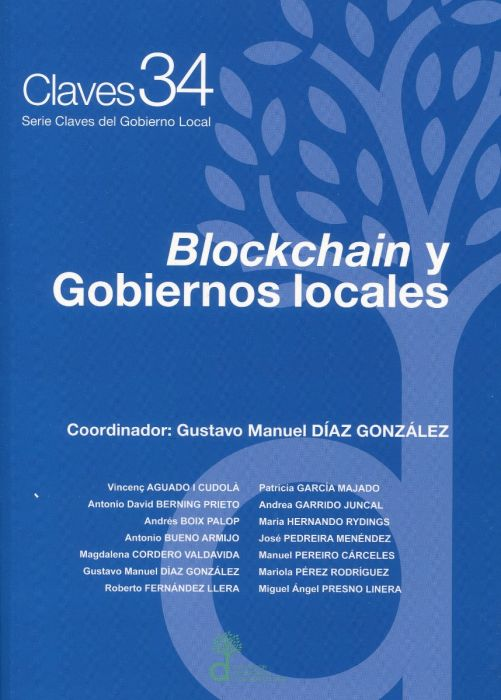 Claves 34
Serie Claves del Gobierno Local
Blockchain y
Gobiernos locales
Coordinador: Gustavo Manuel DÍAZ GONZÁLEZ
Vincenç AGUADO I CUDOLÀ
Antonio David BERNING PRIETO
Andrés BOIX PALOP
Antonio BUENO ARMIJO
Magdalena CORDERO VALDAVIDA
Gustavo Manuel DÍAZ GONZÁLEZ
Roberto FERNÁNDEZ LLERA
Patricia GARCÍA MAJADO
Andrea GARRIDO JUNCAL
Maria HERNANDO RYDINGS
José PEDREIRA MENÉNDEZ
Manuel PEREIRO CÁRCELES
Mariola PÉREZ RODRÍGUEZ
Miguel Ángel PRESNO LINERA